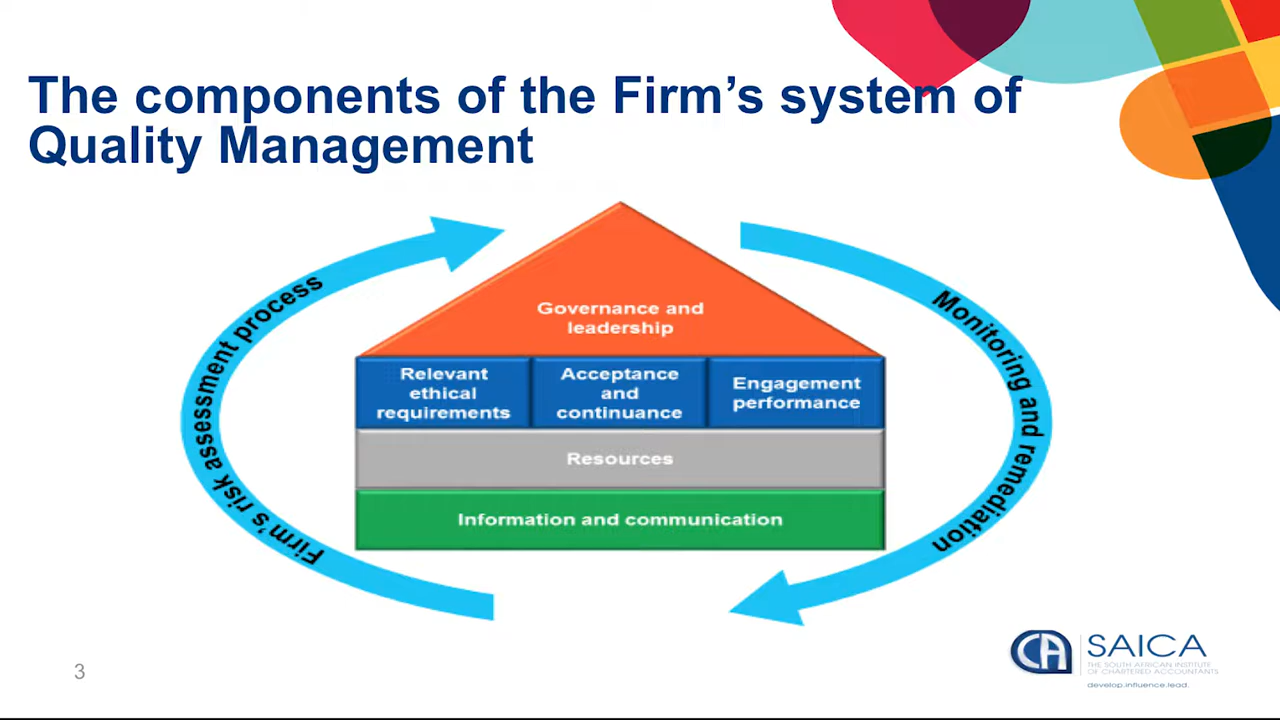 The components of the Firm’s system of
Quality Management
Firm’s risk assessment process
Governance and
leadership
Relevant
ethical
requirements
Acceptance
and
continuance
Engagement
performance
Resources
Information and communication
Monitoring and remediation
3
CA
SAICA
THE SOUTH AFRICAN INSTITUTE
OF CHARTERED ACCOUNTANTS
develop.influence.lead.